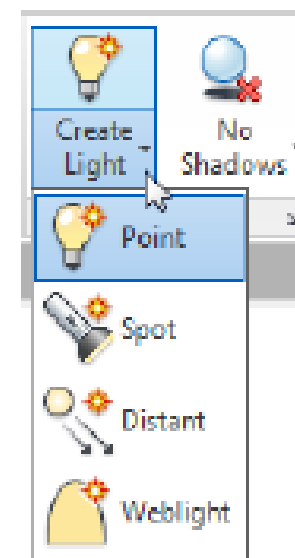 Create
Light
No
Shadows
Point
Spot
Distant
Weblight